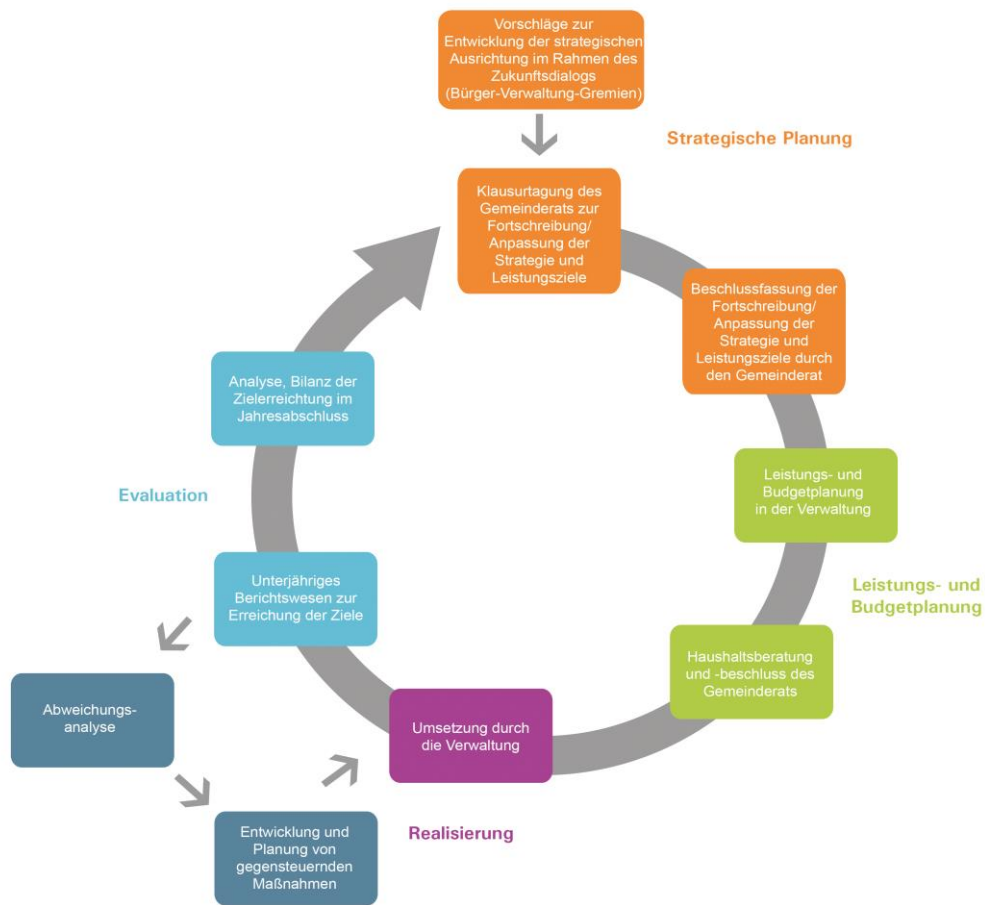 Vorschläge zur
Entwicklung der strategischen
Ausrichtung im Rahmen des
Zukunftsdialogs
(Bürger-Verwaltung-Gremien)
Strategische Planung
Klausurtagung des
Gemeinderats zur
Fortschreibung/
Anpassung der
Strategie und
Leistungsziele
Beschlussfassung der
Fortschreibung/
Anpassung der
Strategie und
Leistungsziele durch
den Gemeinderat
Leistungs- und
Budgetplanung
in der Verwaltung
Leistungs- und
Budgetplanung
Haushaltsberatung
und -beschluss des
Gemeinderats
Umsetzung durch
die Verwaltung
Realisierung
Unterjähriges
Berichtswesen zur
Erreichung der Ziele
Abweichungs-
analyse
Entwicklung und
Planung von
gegensteuernden
Maßnahmen
Evaluation
Analyse, Bilanz der
Zielerreichtung im
Jahresabschluss